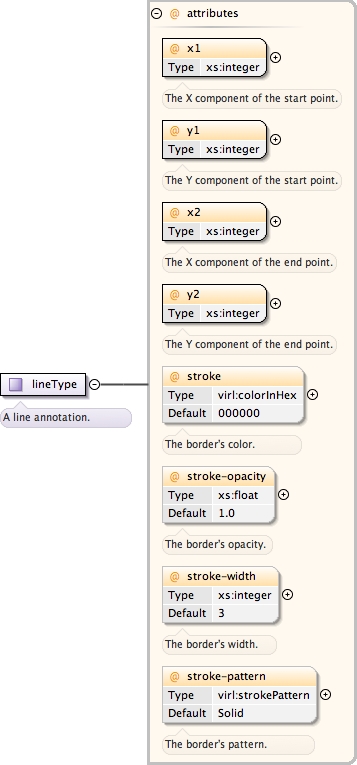 @ attributes
@ x1
Type xs:integer
The X component of the start point.
@ y1
Type xs:integer
The Y component of the start point.
@ x2
Type xs:integer
The X component of the end point.
@ y2
Type xs:integer
The Y component of the end point.
lineType
A line annotation.
@ stroke
Type virl:colorInHex
Default 000000
The border's color.
@ stroke-opacity
Type xs:float
Default 1.0
The border's opacity.
@ stroke-width
Type xs:integer
Default 3
The border's width.
@ stroke-pattern
Type virl:strokePattern
Default Solid
The border's pattern.